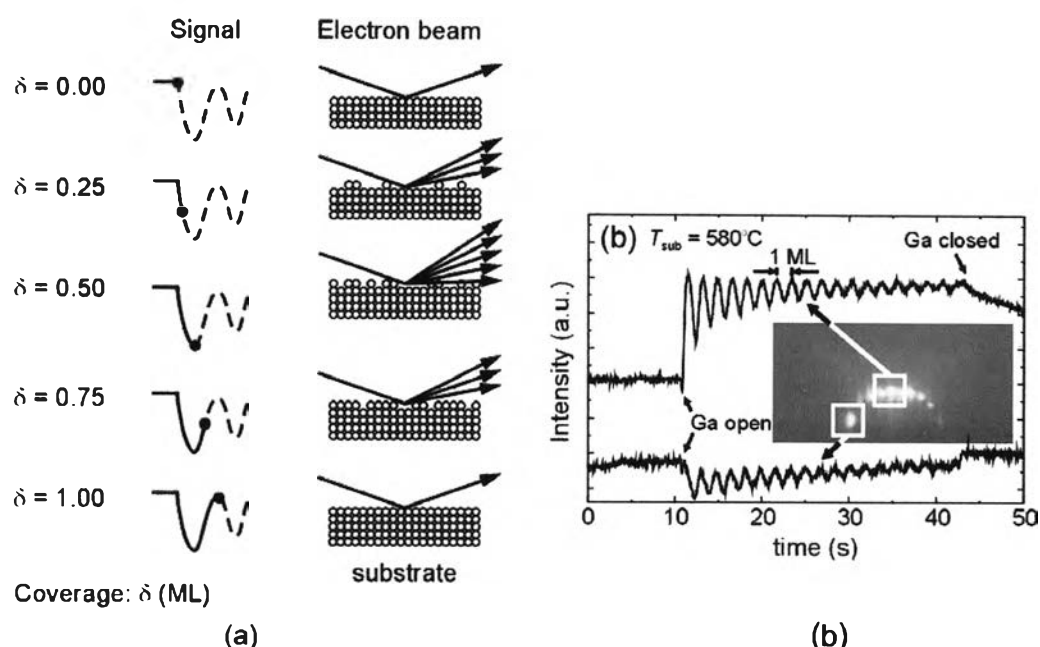 Signal
Electron beam
δ = 0.00
δ = 0.25
δ = 0.50
δ = 0.75
δ = 1.00
substrate
Coverage: δ (ML)
(a)
(b) Tsub = 580°C
Ga closed
1 ML
Ga open
Intensity (a.u.)
0 10 20 30 40 50
time (s)
(b)